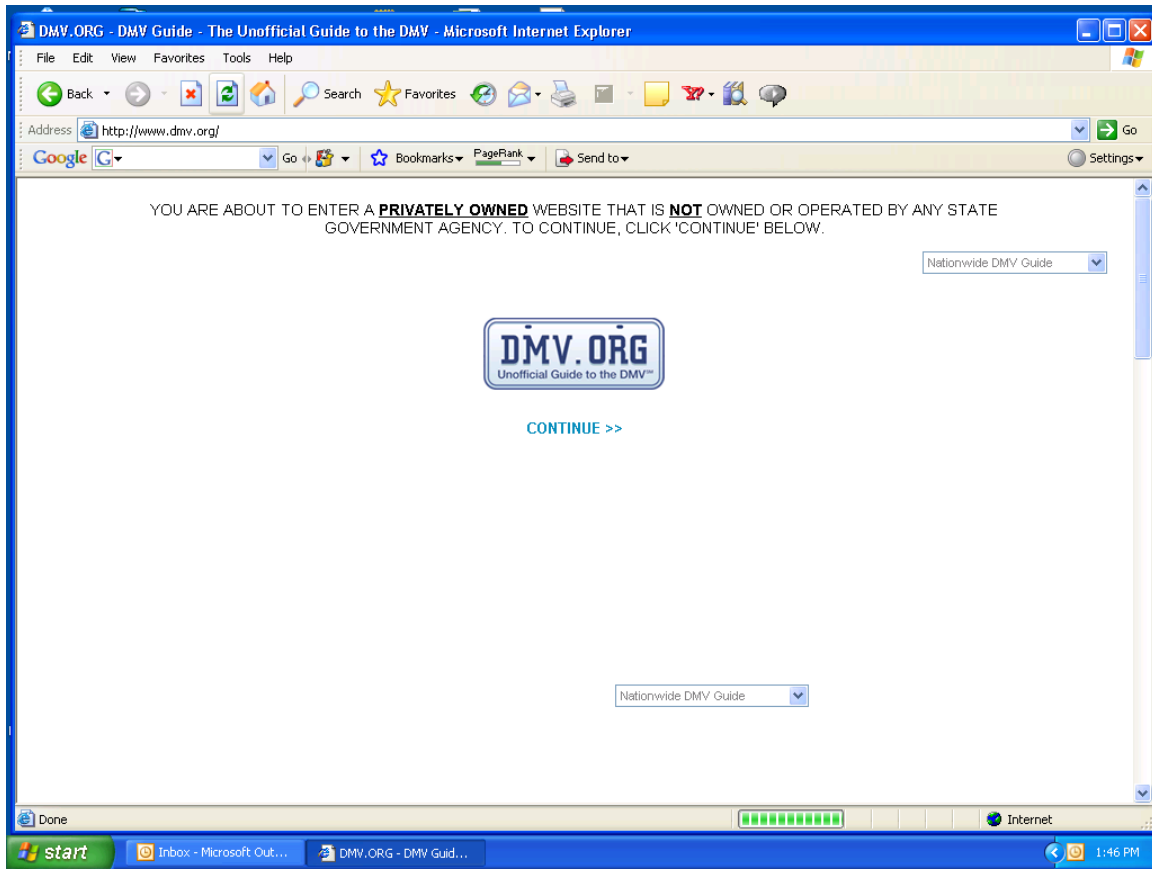 DMV.ORG - DMV Guide - The Unofficial Guide to the DMV - Microsoft Internet Explorer
File Edit View Favorites Tools Help
Back Search Favorites
Address http://www.dmv.org/ Go
Google G Go Bookmarks PageRank Send to Settings
YOU ARE ABOUT TO ENTER A PRIVATELY OWNED WEBSITE THAT IS NOT OWNED OR OPERATED BY ANY STATE
GOVERNMENT AGENCY. TO CONTINUE, CLICK 'CONTINUE' BELOW.
Nationwide DMV Guide
DMV.ORG
Unofficial Guide to the DMV℠
CONTINUE >>
Nationwide DMV Guide
Done Internet
start Inbox - Microsoft Out... DMV.ORG - DMV Guid... 1:46 PM